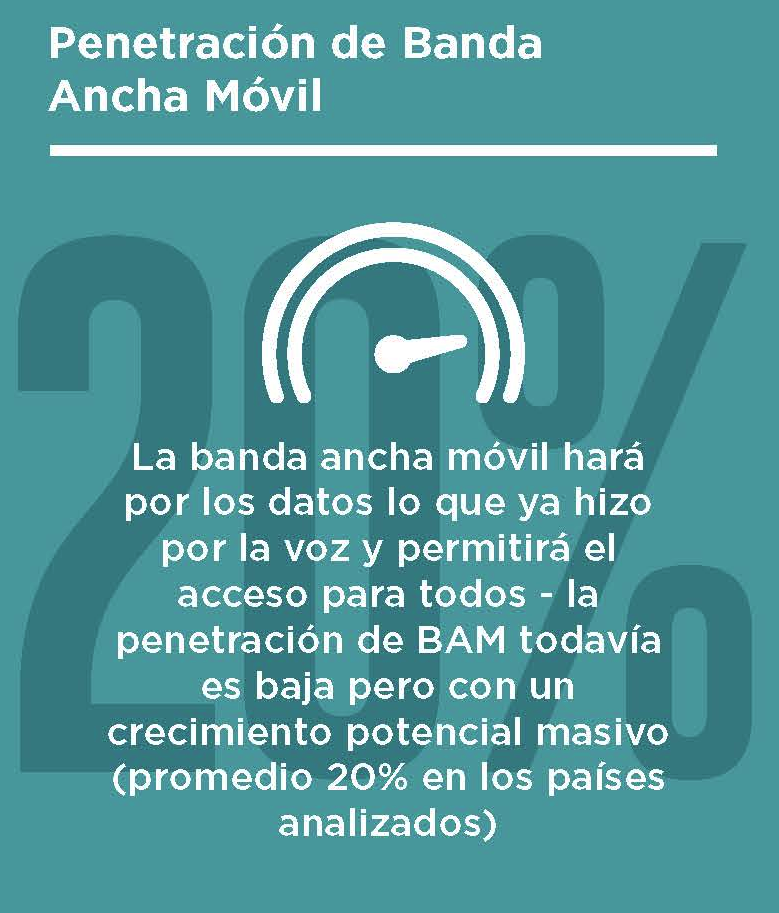 Penetración de Banda
Ancha Móvil
20%
La banda ancha móvil hará
por los datos lo que ya hizo
por la voz y permitirá el
acceso para todos - la
penetración de BAM todavía
es baja pero con un
crecimiento potencial masivo
(promedio 20% en los países
analizados)